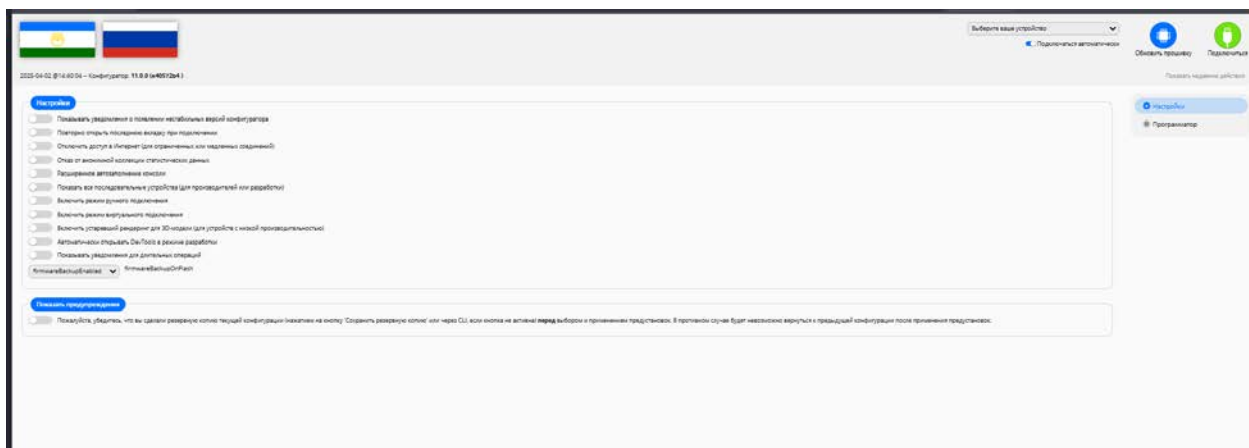 Выберите ваше устройство
Подключаться автоматически
Обновить прошивку
Подключиться
2025-04-02 @14:40:04 -- Конфигуратор: 11.0.0
Показать недавние действия
Настройки
Показывать уведомления о появлении нестабильных версий конфигуратора
Повторно открыть последнюю вкладку при подключении
Отключить доступ в Интернет (для ограниченных или медленных соединений)
Отказ от анонимной коллекции статистических данных
Расширенное автозаполнение консоли
Показать все последовательные устройства (для производителей или разработки)
Включить режим ручного подключения
Включить режим виртуального подключения
Включить устаревший рендеринг для 3D-модели (для устройств с низкой производительностью)
Автоматически открывать DevTools в режиме разработки
Показывать уведомления для длительных операций
firmwareBackupEnabled firmwareBackupOnFlash
Показать предупреждения
Пожалуйста, убедитесь, что вы сделали резервную копию текущей конфигурации (нажатием на кнопку 'Сохранить резервную копию' или через CLI, если кнопка не активна) перед выбором и применением предустановок. В противном случае будет невозможно вернуться к предыдущей конфигурации после применения предустановок.
Настройки
Программатор